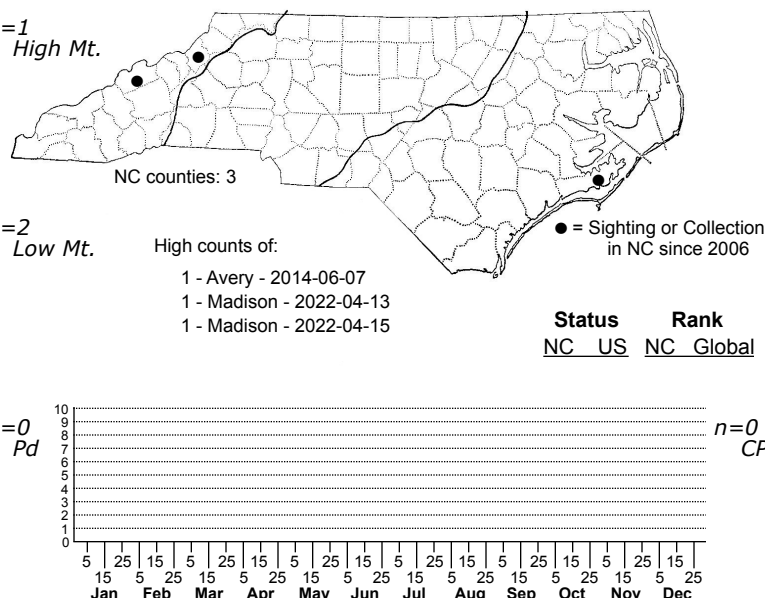 =1
High Mt.
NC counties: 3
=2
Low Mt.
High counts of:
1 - Avery - 2014-06-07
1 - Madison - 2022-04-13
1 - Madison - 2022-04-15
● = Sighting or Collection
in NC since 2006
Status Rank
NC US NC Global
=0
Pd
10
9
8
7
6
5
4
3
2
1
0
n=0
CP
5 25 15 5 25 15 5 25 15 5 25 15 5 25 15 5 25 15
15 5 25 15 5 25 15 5 25 15 5 25 15 5 25 15 5 25
Jan Feb Mar Apr May Jun Jul Aug Sep Oct Nov Dec